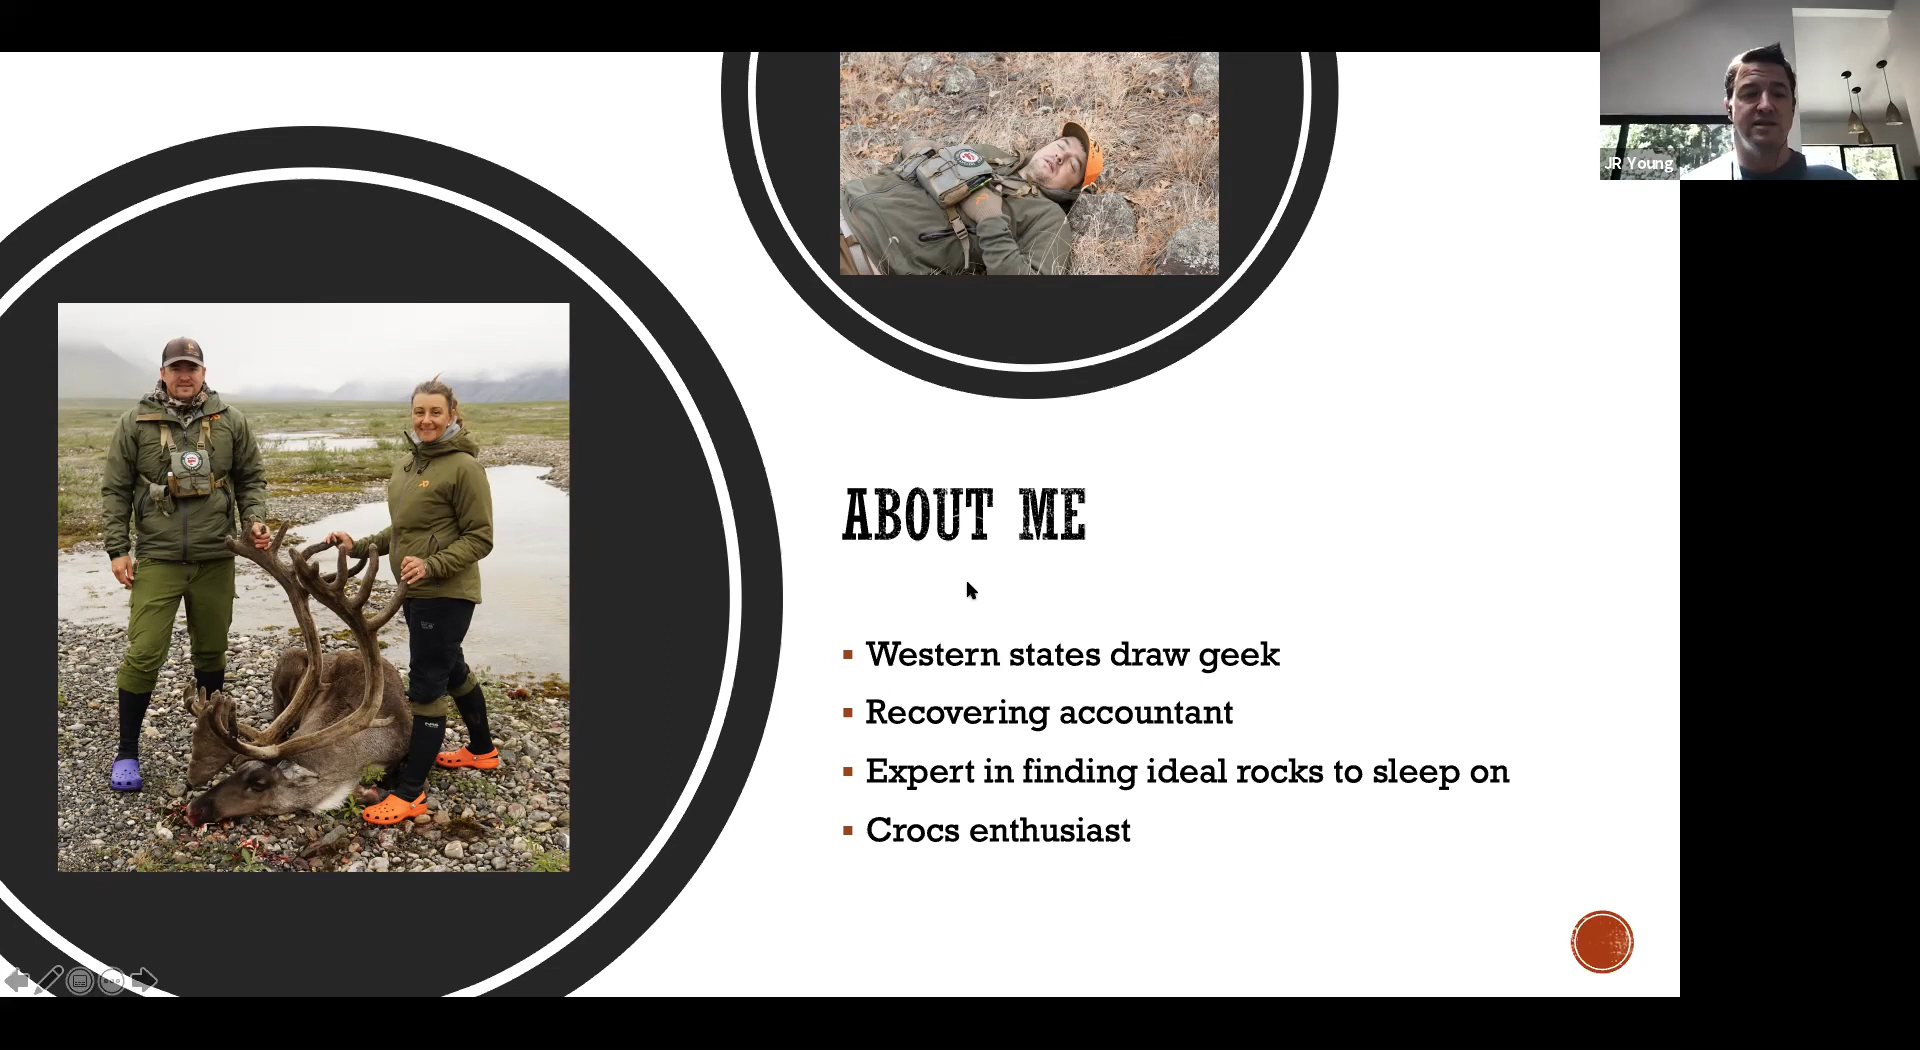 JR Young
ABOUT ME
Western states draw geek
Recovering accountant
Expert in finding ideal rocks to sleep on
Crocs enthusiast